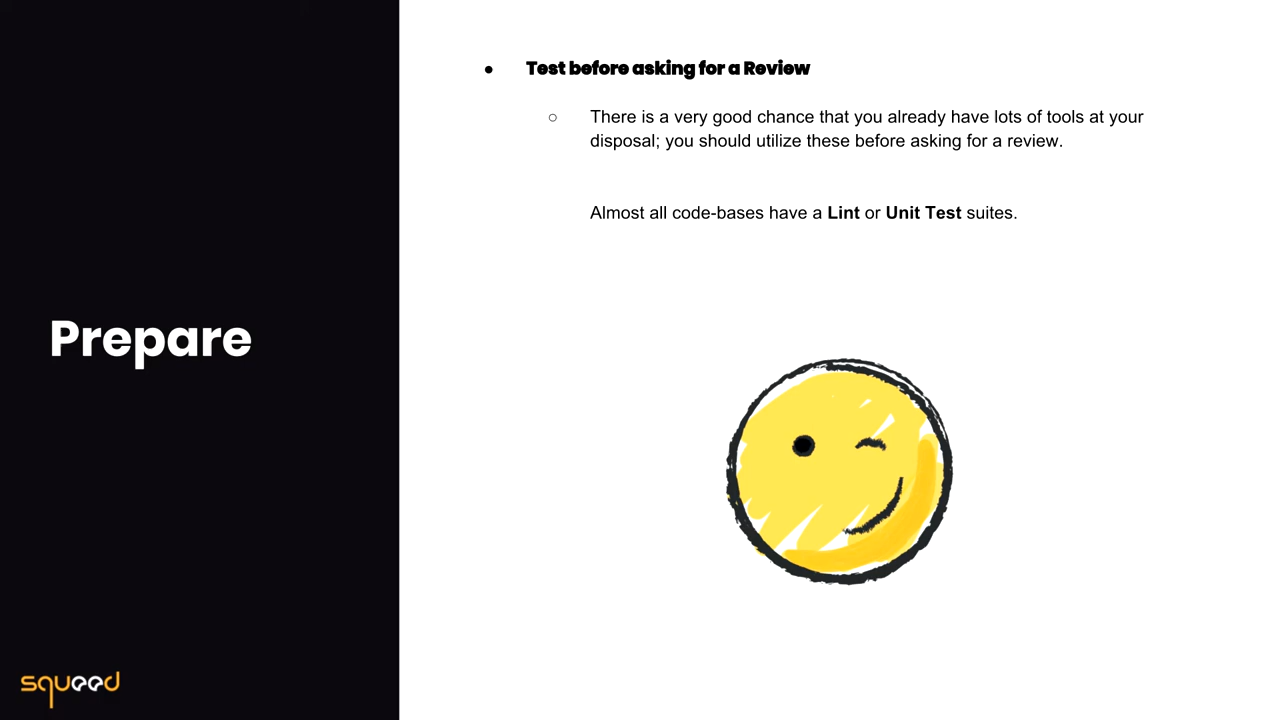 Prepare
● Test before asking for a Review
○ There is a very good chance that you already have lots of tools at your
disposal; you should utilize these before asking for a review.
Almost all code-bases have a Lint or Unit Test suites.
squeed